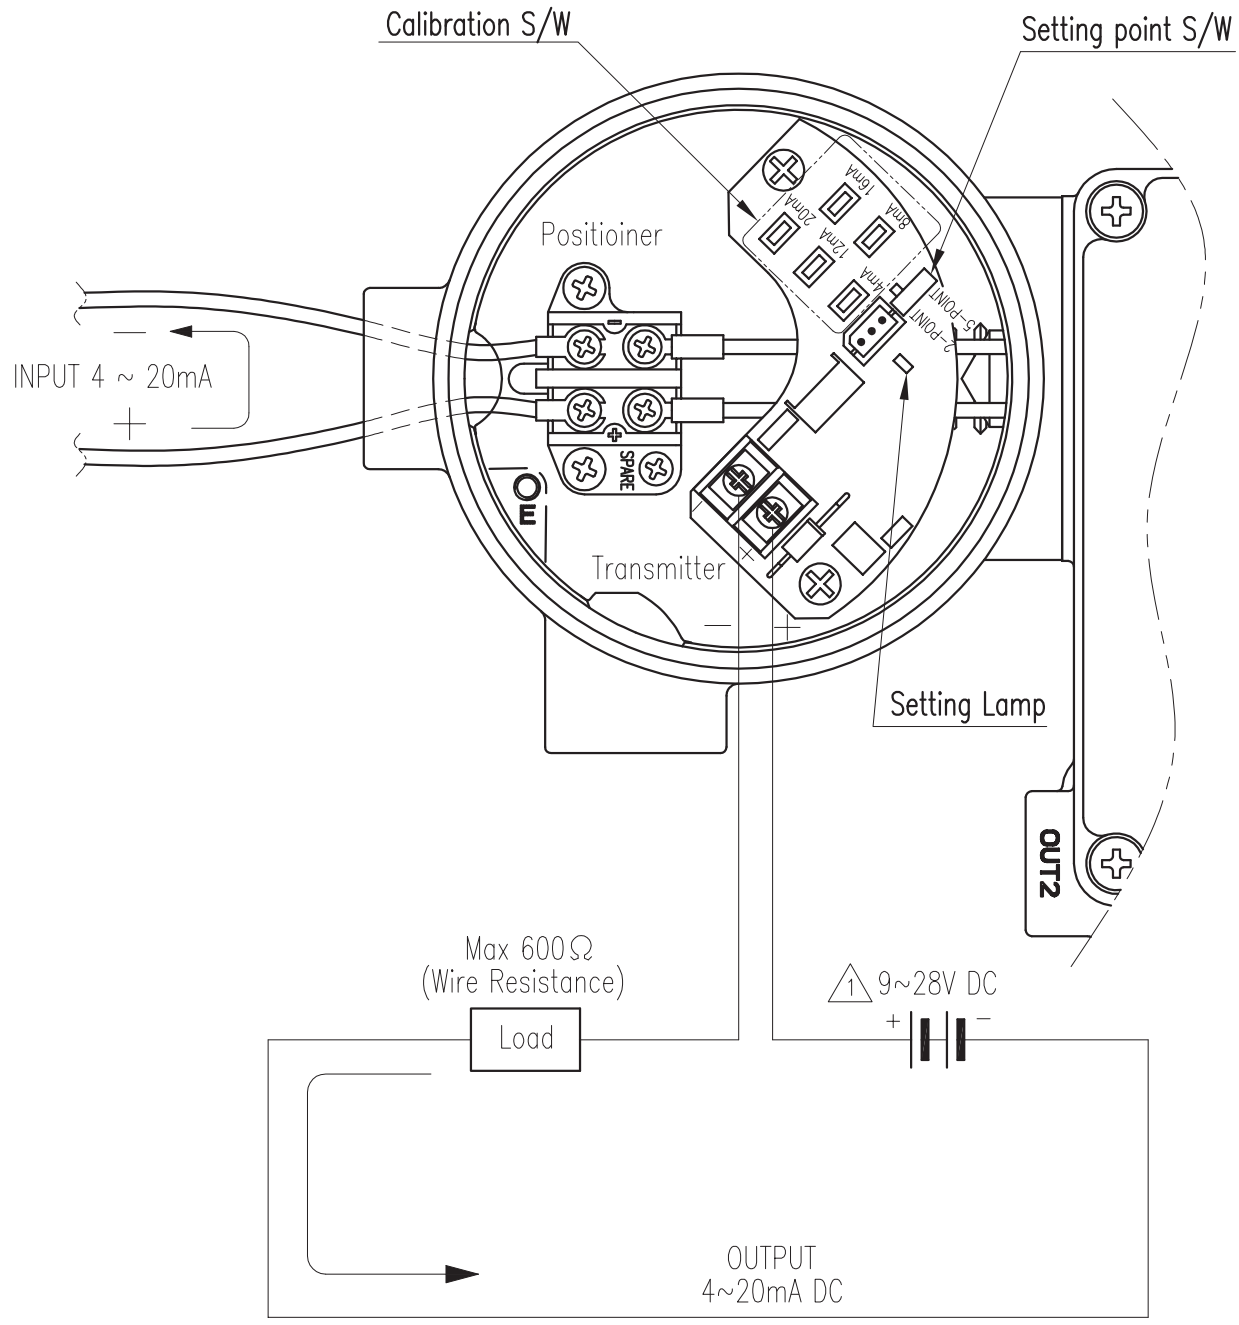 Calibration S/W
Setting point S/W
16mA
20mA
8mA
12mA
4mA
Positioiner
5-POINT
2-POINT
−
INPUT 4 ~ 20mA
+
−
+
SPARE
E
Transmitter
−
+
− +
Setting Lamp
OUT2
Max 600Ω
(Wire Resistance)
Load
1 9~28V DC
+ −
OUTPUT
4~20mA DC